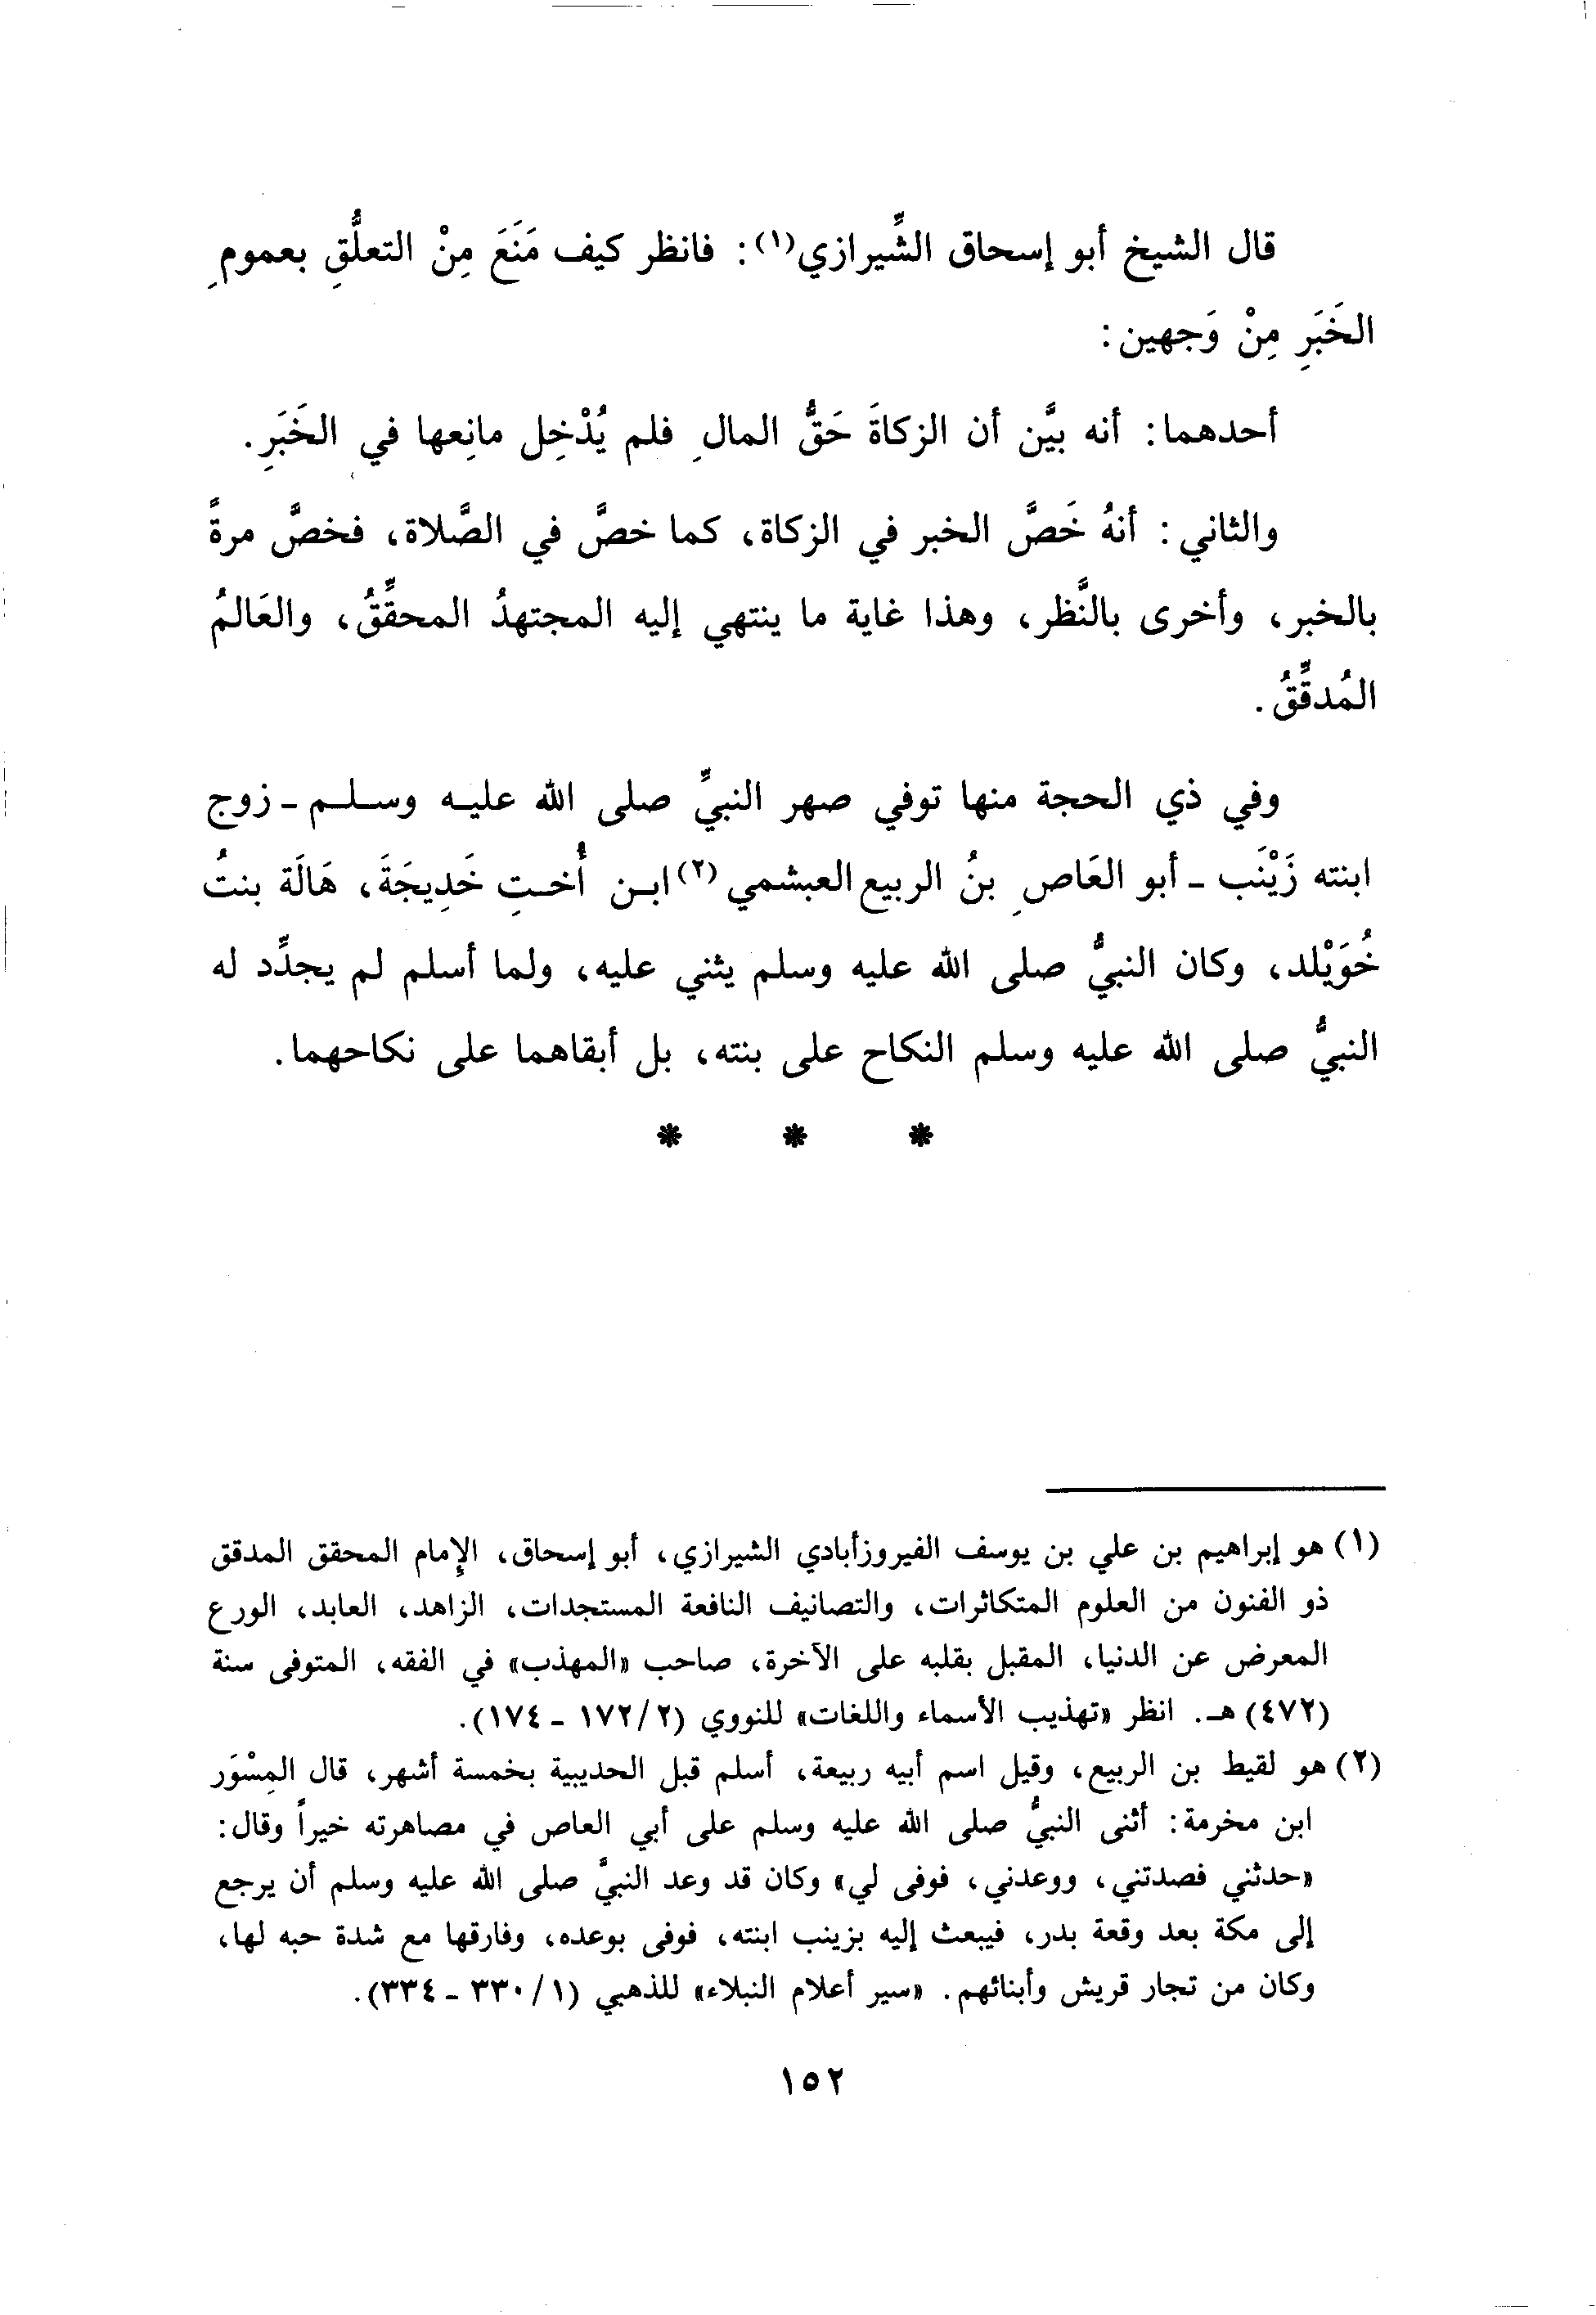 قال الشيخ أبو إسحاق الشِّيرازي(١): فانظر كيف مَنَعَ مِنْ التعلُّقِ بعمومِ
الخَبَرِ مِنْ وَجهين:
أحدهما: أنه بيَّن أن الزكاةَ حَقُّ المالِ فلم يُدْخِل مانِعها في الخَبَرِ.
والثاني: أنهُ خَصَّ الخبر في الزكاة، كما خصَّ في الصَّلاة، فخصَّ مرةً
بالخبر، وأخرى بالنَّظر، وهذا غاية ما ينتهي إليه المجتهدُ المحقِّقُ، والعَالمُ
المُدقِّقُ.
وفي ذي الحجة منها توفي صهر النبيِّ صلى الله عليه وسلم - زوج
ابنته زَيْنَب - أبو العَاصِ بنُ الربيع العبشمي(٢) ابن أُختِ خَدِيجَةَ، هَالَة بنتُ
خُوَيْلد، وكان النبيُّ صلى الله عليه وسلم يثني عليه، ولما أسلم لم يجدِّد له
النبيُّ صلى الله عليه وسلم النكاح على بنته، بل أبقاهما على نكاحهما.
* * *
(١) هو إبراهيم بن علي بن يوسف الفيروزأبادي الشيرازي، أبو إسحاق، الإمام المحقق المدقق
ذو الفنون من العلوم المتكاثرات، والتصانيف النافعة المستجدات، الزاهد، العابد، الورع
المعرض عن الدنيا، المقبل بقلبه على الآخرة، صاحب «المهذب» في الفقه، المتوفى سنة
(٤٧٢) هـ. انظر «تهذيب الأسماء واللغات» للنووي (٢/ ١٧٢ - ١٧٤).
(٢) هو لقيط بن الربيع، وقيل اسم أبيه ربيعة، أسلم قبل الحديبية بخمسة أشهر، قال المِسْوَر
ابن مخرمة: أثنى النبيُّ صلى الله عليه وسلم على أبي العاص في مصاهرته خيراً وقال:
«حدثني فصدتني، ووعدني، فوفى لي» وكان قد وعد النبيَّ صلى الله عليه وسلم أن يرجع
إلى مكة بعد وقعة بدر، فيبعث إليه بزينب ابنته، فوفى بوعده، وفارقها مع شدة حبه لها،
وكان من تجار قريش وأبنائهم. «سير أعلام النبلاء» للذهبي (١/ ٣٣٠ - ٣٣٤).
١٥٢